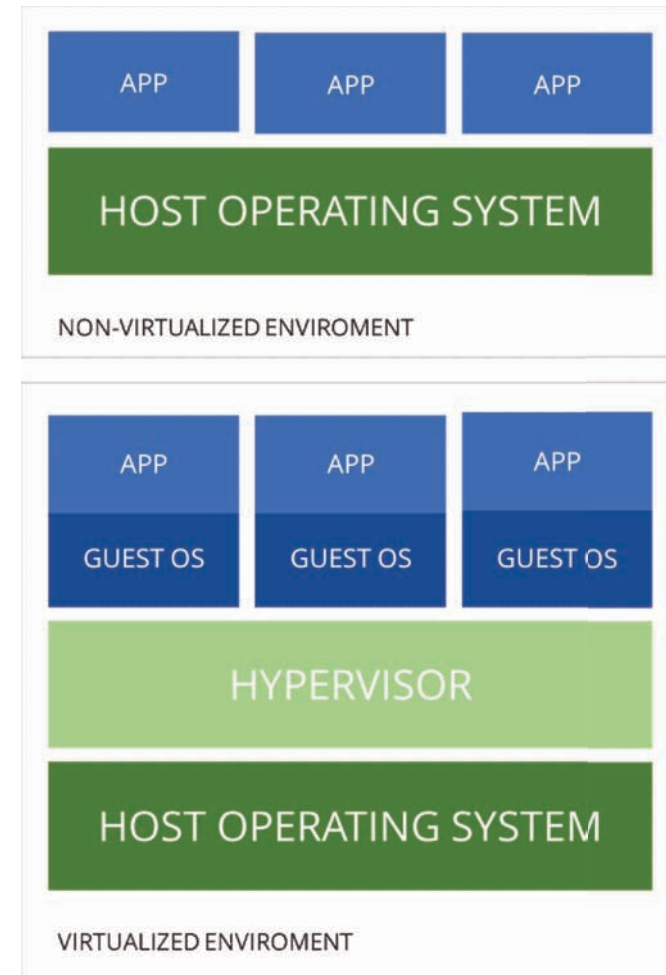 APP APP APP
HOST OPERATING SYSTEM
NON-VIRTUALIZED ENVIROMENT
APP APP APP
GUEST OS GUEST OS GUEST OS
HYPERVISOR
HOST OPERATING SYSTEM
VIRTUALIZED ENVIROMENT